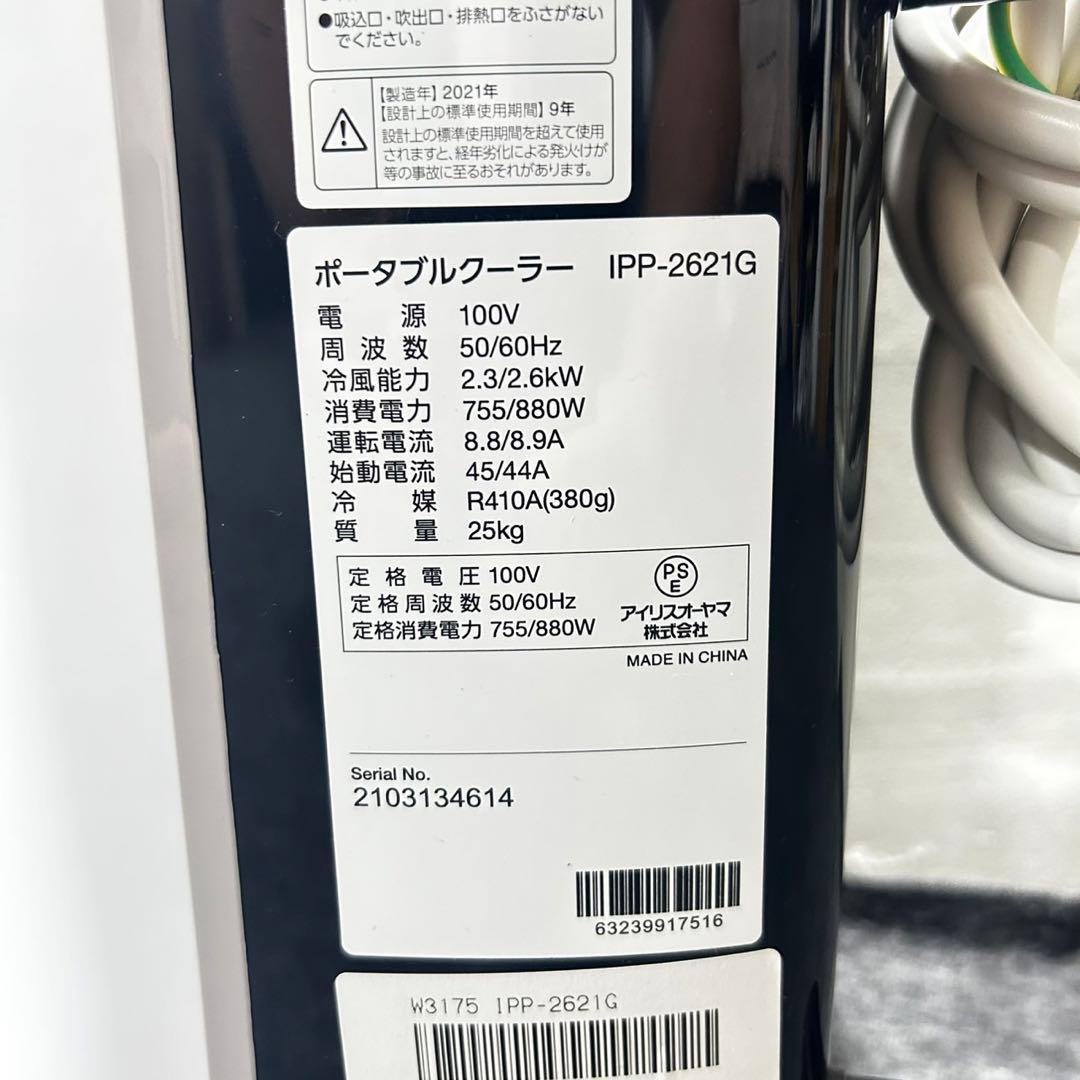 ●吸込口・吹出口・排熱口をふさがない
でください。
【製造年】2021年
【設計上の標準使用期間】9年
設計上の標準使用期間を超えて使用
されますと、経年劣化による発火けが
等の事故に至るおそれがあります。
ポータブルクーラー IPP-2621G
電源 100V
周波数 50/60Hz
冷風能力 2.3/2.6kW
消費電力 755/880W
運転電流 8.8/8.9A
始動電流 45/44A
冷媒 R410A(380g)
質量 25kg
定格電圧 100V
定格周波数 50/60Hz
定格消費電力 755/880W
PS
E
アイリスオーヤマ
株式会社
MADE IN CHINA
Serial No.
2103134614
63239917516
W3175 IPP-2621G